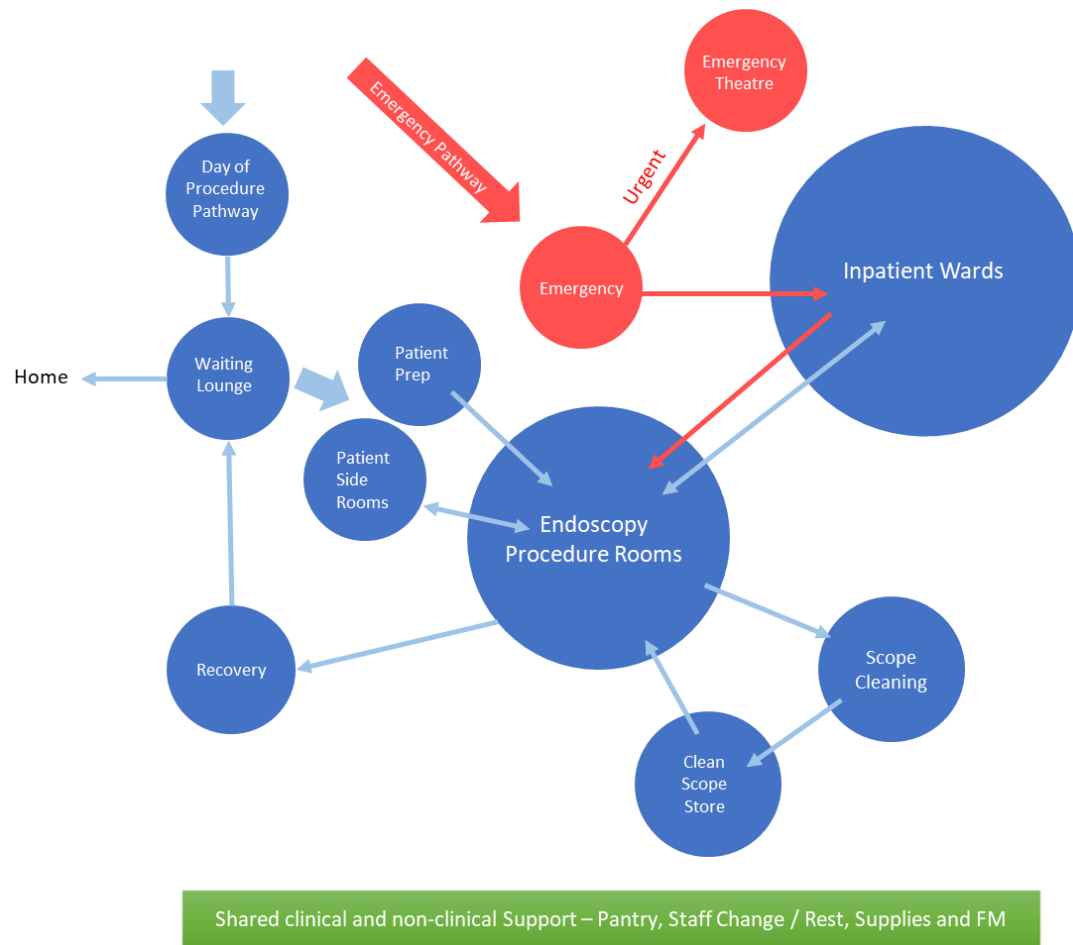 Emergency
Theatre
Emergency Pathway
Urgent
Day of
Procedure
Pathway
Inpatient Wards
Emergency
Home
Waiting
Lounge
Patient
Prep
Patient
Side
Rooms
Endoscopy
Procedure Rooms
Recovery
Scope
Cleaning
Clean
Scope
Store
Shared clinical and non-clinical Support – Pantry, Staff Change / Rest, Supplies and FM